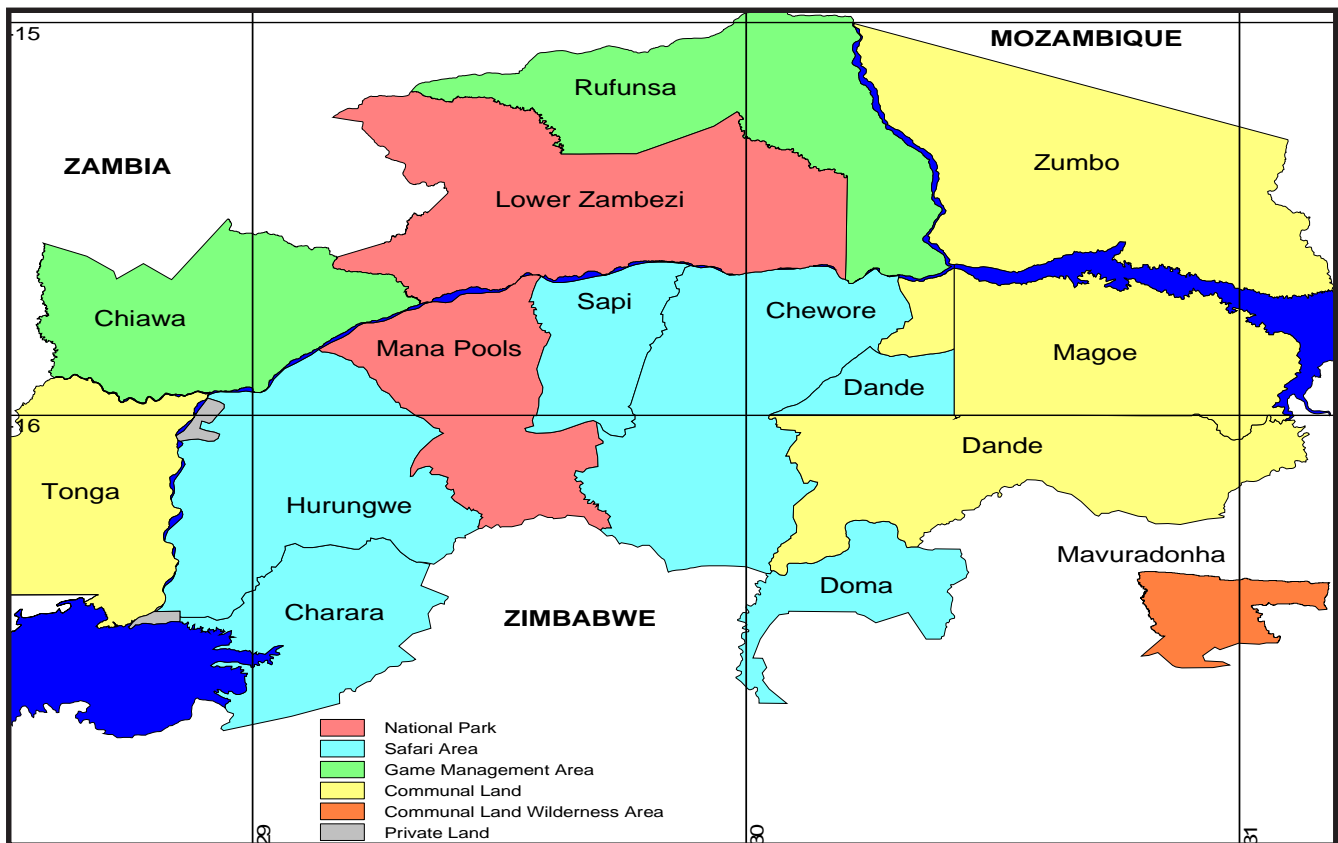 15
MOZAMBIQUE
Rufunsa
ZAMBIA
Zumbo
Lower Zambezi
Sapi
Chewore
Chiawa
Mana Pools
Magoe
Dande
16
Dande
Tonga
Hurungwe
Mavuradonha
Doma
Charara
ZIMBABWE
National Park
Safari Area
Game Management Area
Communal Land
Communal Land Wilderness Area
Private Land
29
30
31